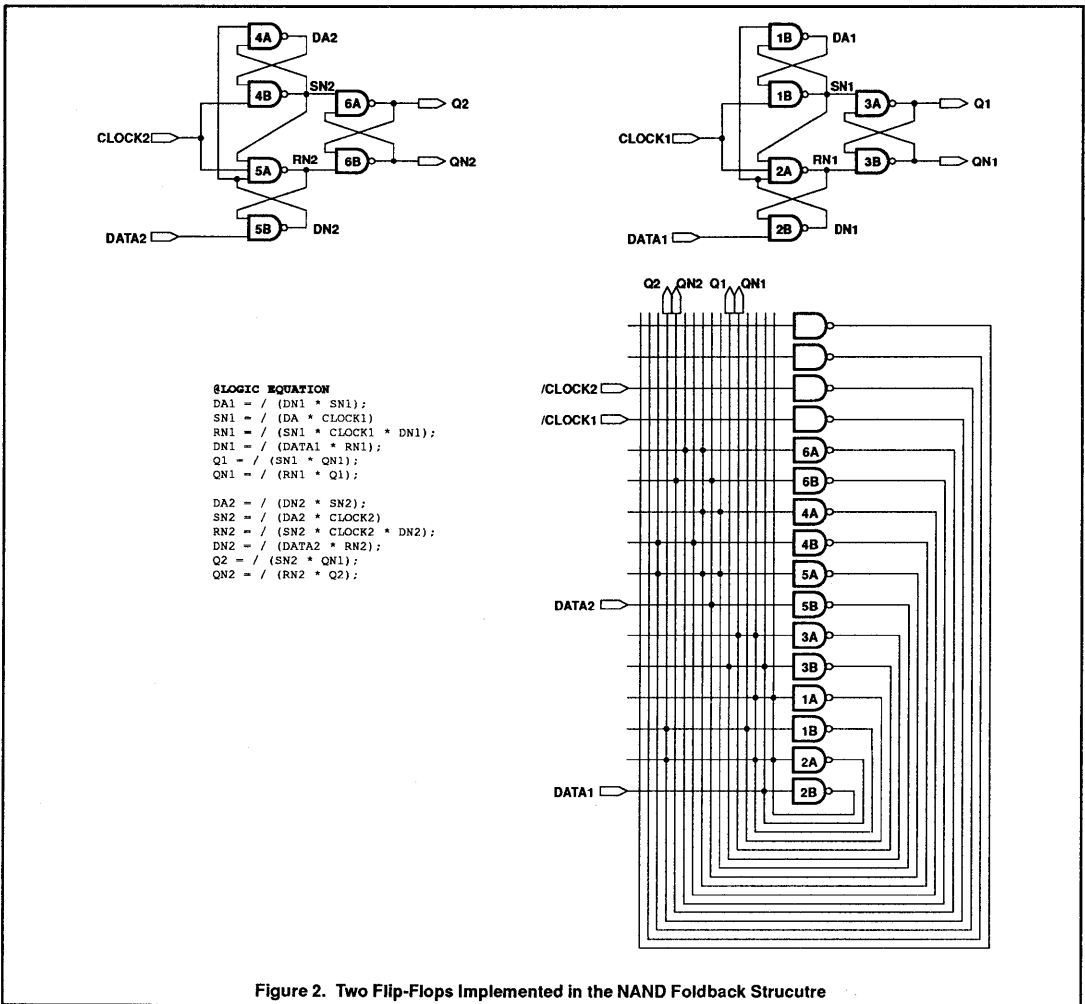 4A DA2
4B SN2
6A Q2
CLOCK2
5A RN2
6B QN2
5B DN2
DATA2
1B DA1
1B SN1
3A Q1
CLOCK1
2A RN1
3B QN1
2B DN1
DATA1
Q2 QN2 Q1 QN1
/CLOCK2
/CLOCK1
6A
6B
4A
4B
5A
DATA2 5B
3A
3B
1A
1B
2A
DATA1 2B
@LOGIC EQUATION
DA1 = / (DN1 * SN1);
SN1 = / (DA * CLOCK1)
RN1 = / (SN1 * CLOCK1 * DN1);
DN1 = / (DATA1 * RN1);
Q1 = / (SN1 * QN1);
QN1 = / (RN1 * Q1);
DA2 = / (DN2 * SN2);
SN2 = / (DA2 * CLOCK2)
RN2 = / (SN2 * CLOCK2 * DN2);
DN2 = / (DATA2 * RN2);
Q2 = / (SN2 * QN1);
QN2 = / (RN2 * Q2);
Figure 2. Two Flip-Flops Implemented in the NAND Foldback Strucutre